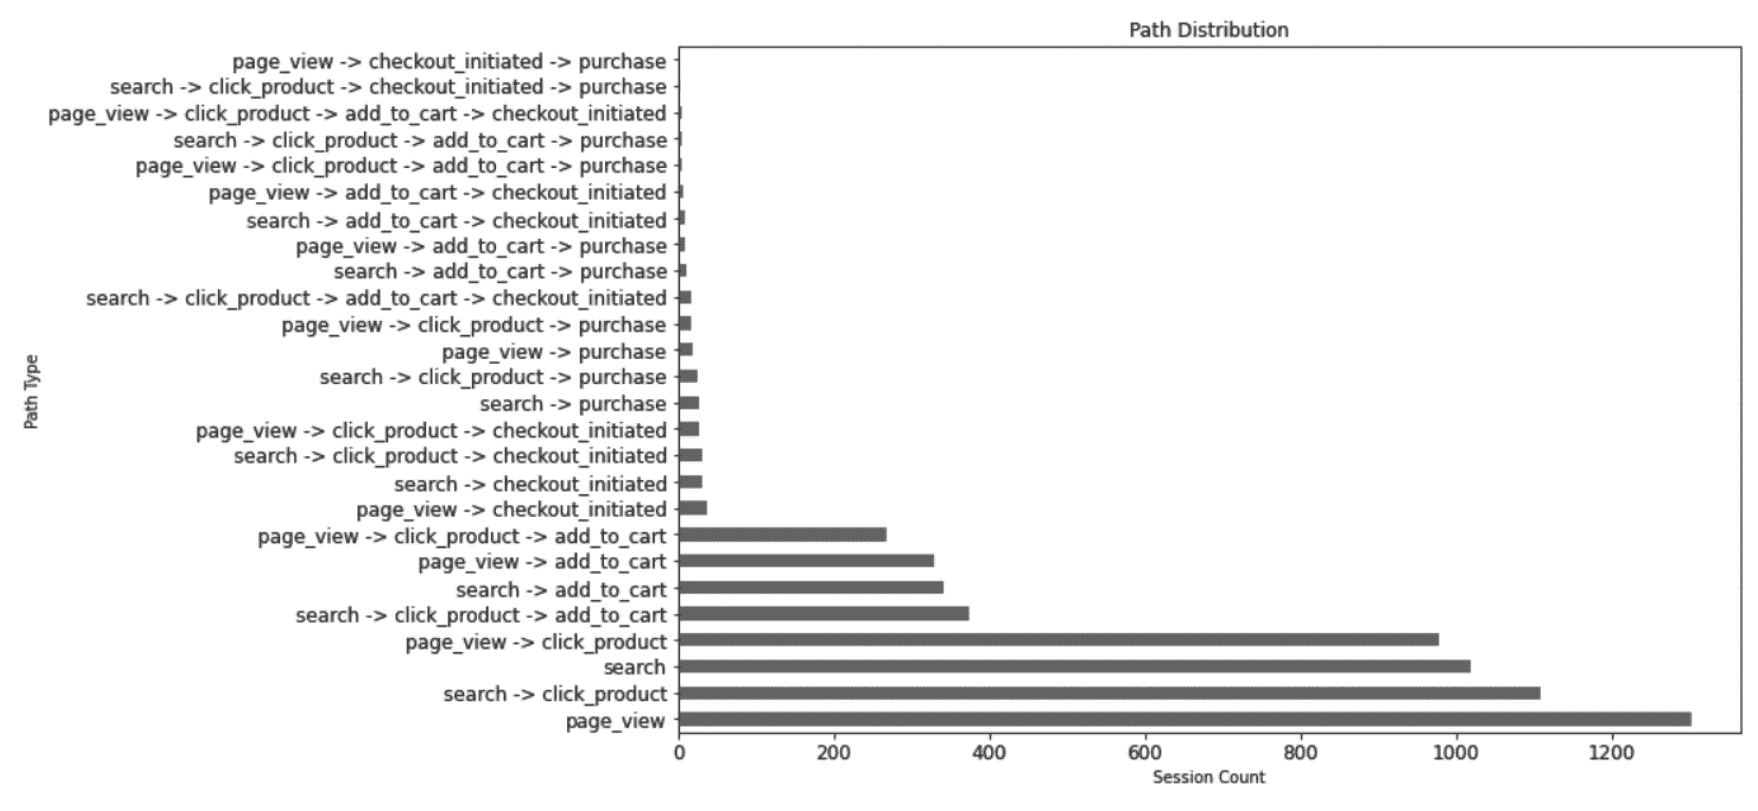 Path Distribution
page_view -> checkout_initiated -> purchase
search -> click_product -> checkout_initiated -> purchase
page_view -> click_product -> add_to_cart -> checkout_initiated
search -> click_product -> add_to_cart -> purchase
page_view -> click_product -> add_to_cart -> purchase
page_view -> add_to_cart -> checkout_initiated
search -> add_to_cart -> checkout_initiated
page_view -> add_to_cart -> purchase
search -> add_to_cart -> purchase
search -> click_product -> add_to_cart -> checkout_initiated
page_view -> click_product -> purchase
page_view -> purchase
search -> click_product -> purchase
search -> purchase
page_view -> click_product -> checkout_initiated
search -> click_product -> checkout_initiated
search -> checkout_initiated
page_view -> checkout_initiated
page_view -> click_product -> add_to_cart
page_view -> add_to_cart
search -> add_to_cart
search -> click_product -> add_to_cart
page_view -> click_product
search
search -> click_product
page_view
Path Type
0 200 400 600 800 1000 1200
Session Count